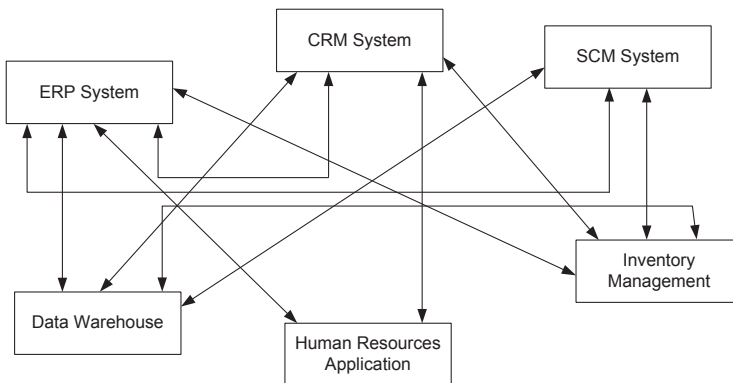 CRM System
SCM System
ERP System
Inventory
Management
Data Warehouse
Human Resources
Application